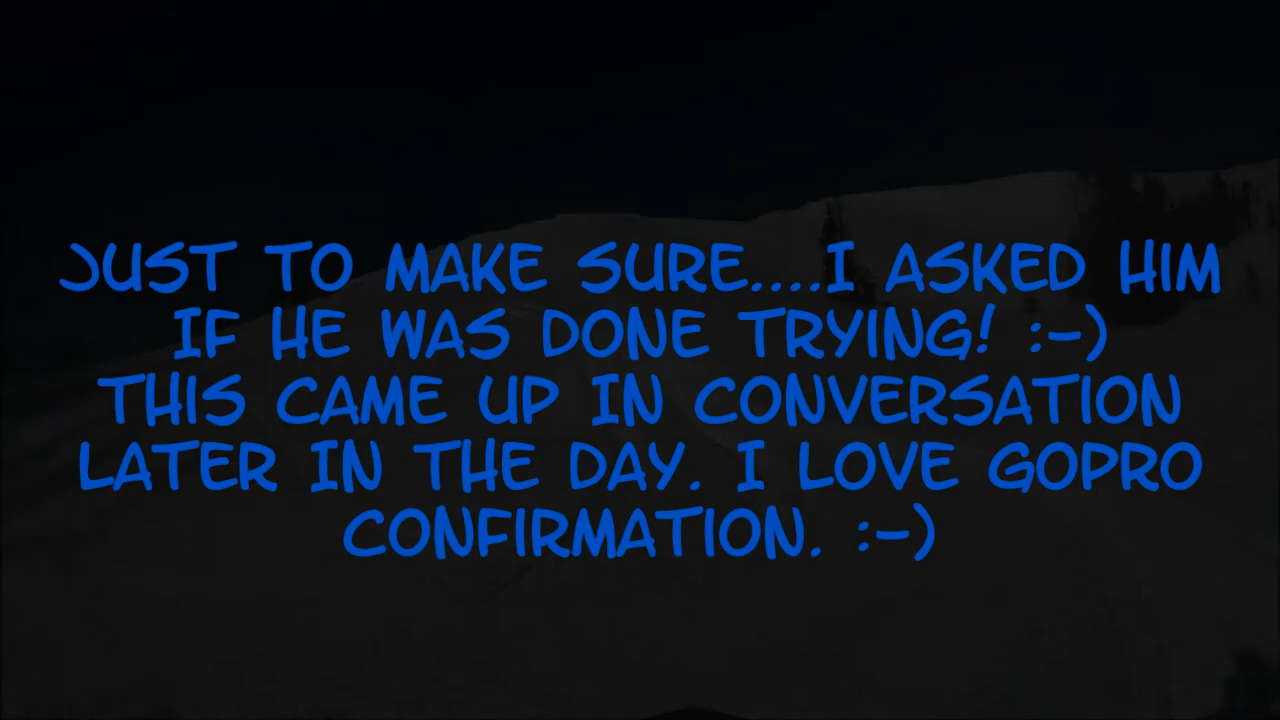 JUST TO MAKE SURE....I ASKED HIM
IF HE WAS DONE TRYING! :-)
THIS CAME UP IN CONVERSATION
LATER IN THE DAY. I LOVE GOPRO
CONFIRMATION. :-)